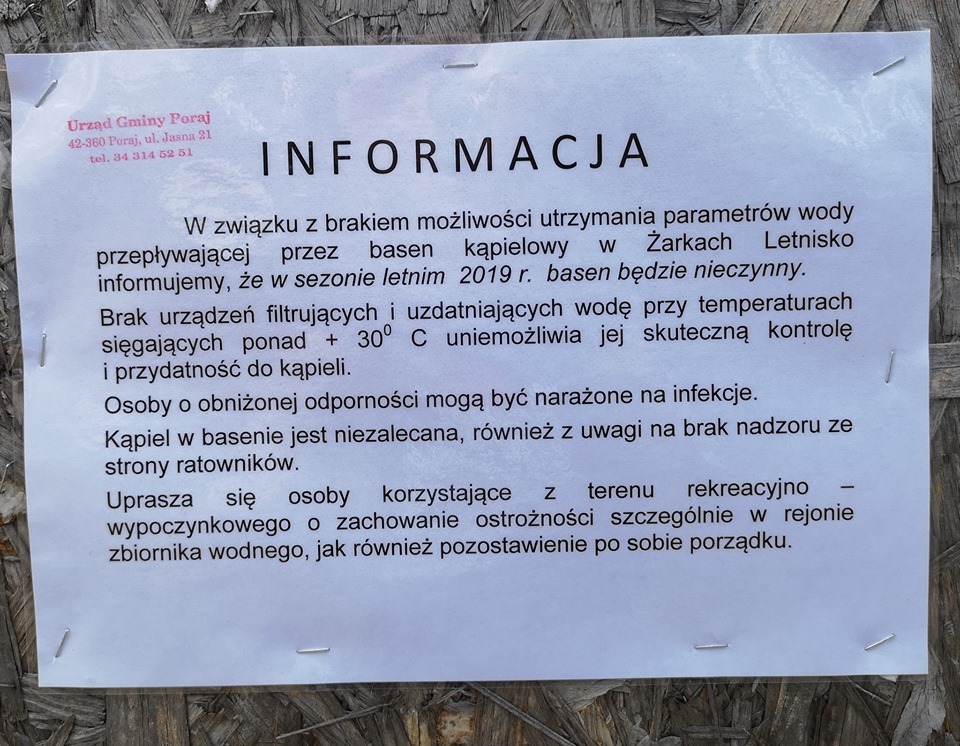 Urząd Gminy Poraj
42-360 Poraj, ul. Jasna 21
tel. 34 314 52 51
INFORMACJA
W związku z brakiem możliwości utrzymania parametrów wody
przepływającej przez basen kąpielowy w Żarkach Letnisko
informujemy, że w sezonie letnim 2019 r. basen będzie nieczynny.
Brak urządzeń filtrujących i uzdatniających wodę przy temperaturach
sięgających ponad + 30⁰ C uniemożliwia jej skuteczną kontrolę
i przydatność do kąpieli.
Osoby o obniżonej odporności mogą być narażone na infekcje.
Kąpiel w basenie jest niezalecana, również z uwagi na brak nadzoru ze
strony ratowników.
Uprasza się osoby korzystające z terenu rekreacyjno –
wypoczynkowego o zachowanie ostrożności szczególnie w rejonie
zbiornika wodnego, jak również pozostawienie po sobie porządku.